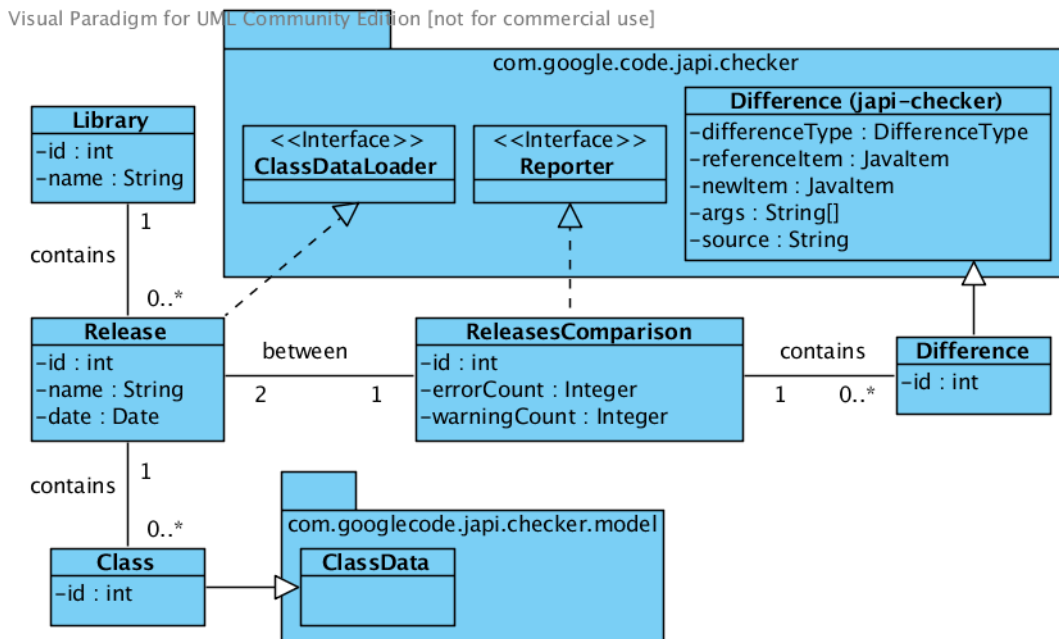 Visual Paradigm for UML Community Edition [not for commercial use]
com.google.code.japi.checker
Library
-id : int
-name : String
<<Interface>>
ClassDataLoader
<<Interface>>
Reporter
Difference (japi-checker)
-differenceType : DifferenceType
-referenceItem : JavaItem
-newItem : JavaItem
-args : String[]
-source : String
1
contains
0..*
Release
-id : int
-name : String
-date : Date
between
2
1
ReleasesComparison
-id : int
-errorCount : Integer
-warningCount : Integer
contains
1
0..*
Difference
-id : int
1
contains
0..*
Class
-id : int
com.googlecode.japi.checker.model
ClassData